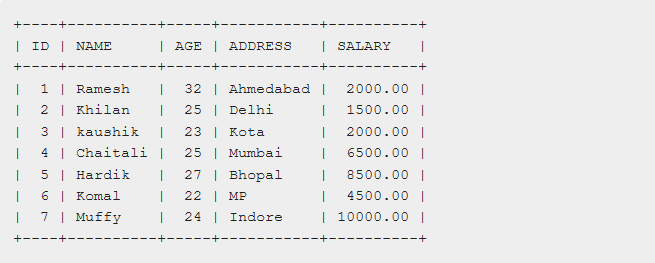 +----+----------+-----+-----------+----------+
| ID | NAME     | AGE | ADDRESS   | SALARY   |
+----+----------+-----+-----------+----------+
|  1 | Ramesh   |  32 | Ahmedabad |  2000.00 |
|  2 | Khilan   |  25 | Delhi     |  1500.00 |
|  3 | kaushik  |  23 | Kota      |  2000.00 |
|  4 | Chaitali |  25 | Mumbai    |  6500.00 |
|  5 | Hardik   |  27 | Bhopal    |  8500.00 |
|  6 | Komal    |  22 | MP        |  4500.00 |
|  7 | Muffy    |  24 | Indore    | 10000.00 |
+----+----------+-----+-----------+----------+